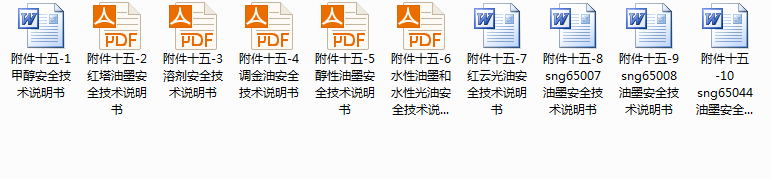 附件十五-1
甲醇安全技
术说明书
附件十五-2
红塔油墨安
全技术说明
书
附件十五-3
溶剂安全技
术说明书
附件十五-4
调金油安全
技术说明书
附件十五-5
醇性油墨安
全技术说明
书
附件十五-6
水性油墨和
水性光油安
全技术说...
附件十五-7
红云光油安
全技术说明
书
附件十五-8
sng65007
油墨安全技
术说明书
附件十五-9
sng65008
油墨安全技
术说明书
附件十五
-10
sng65044
油墨安全...